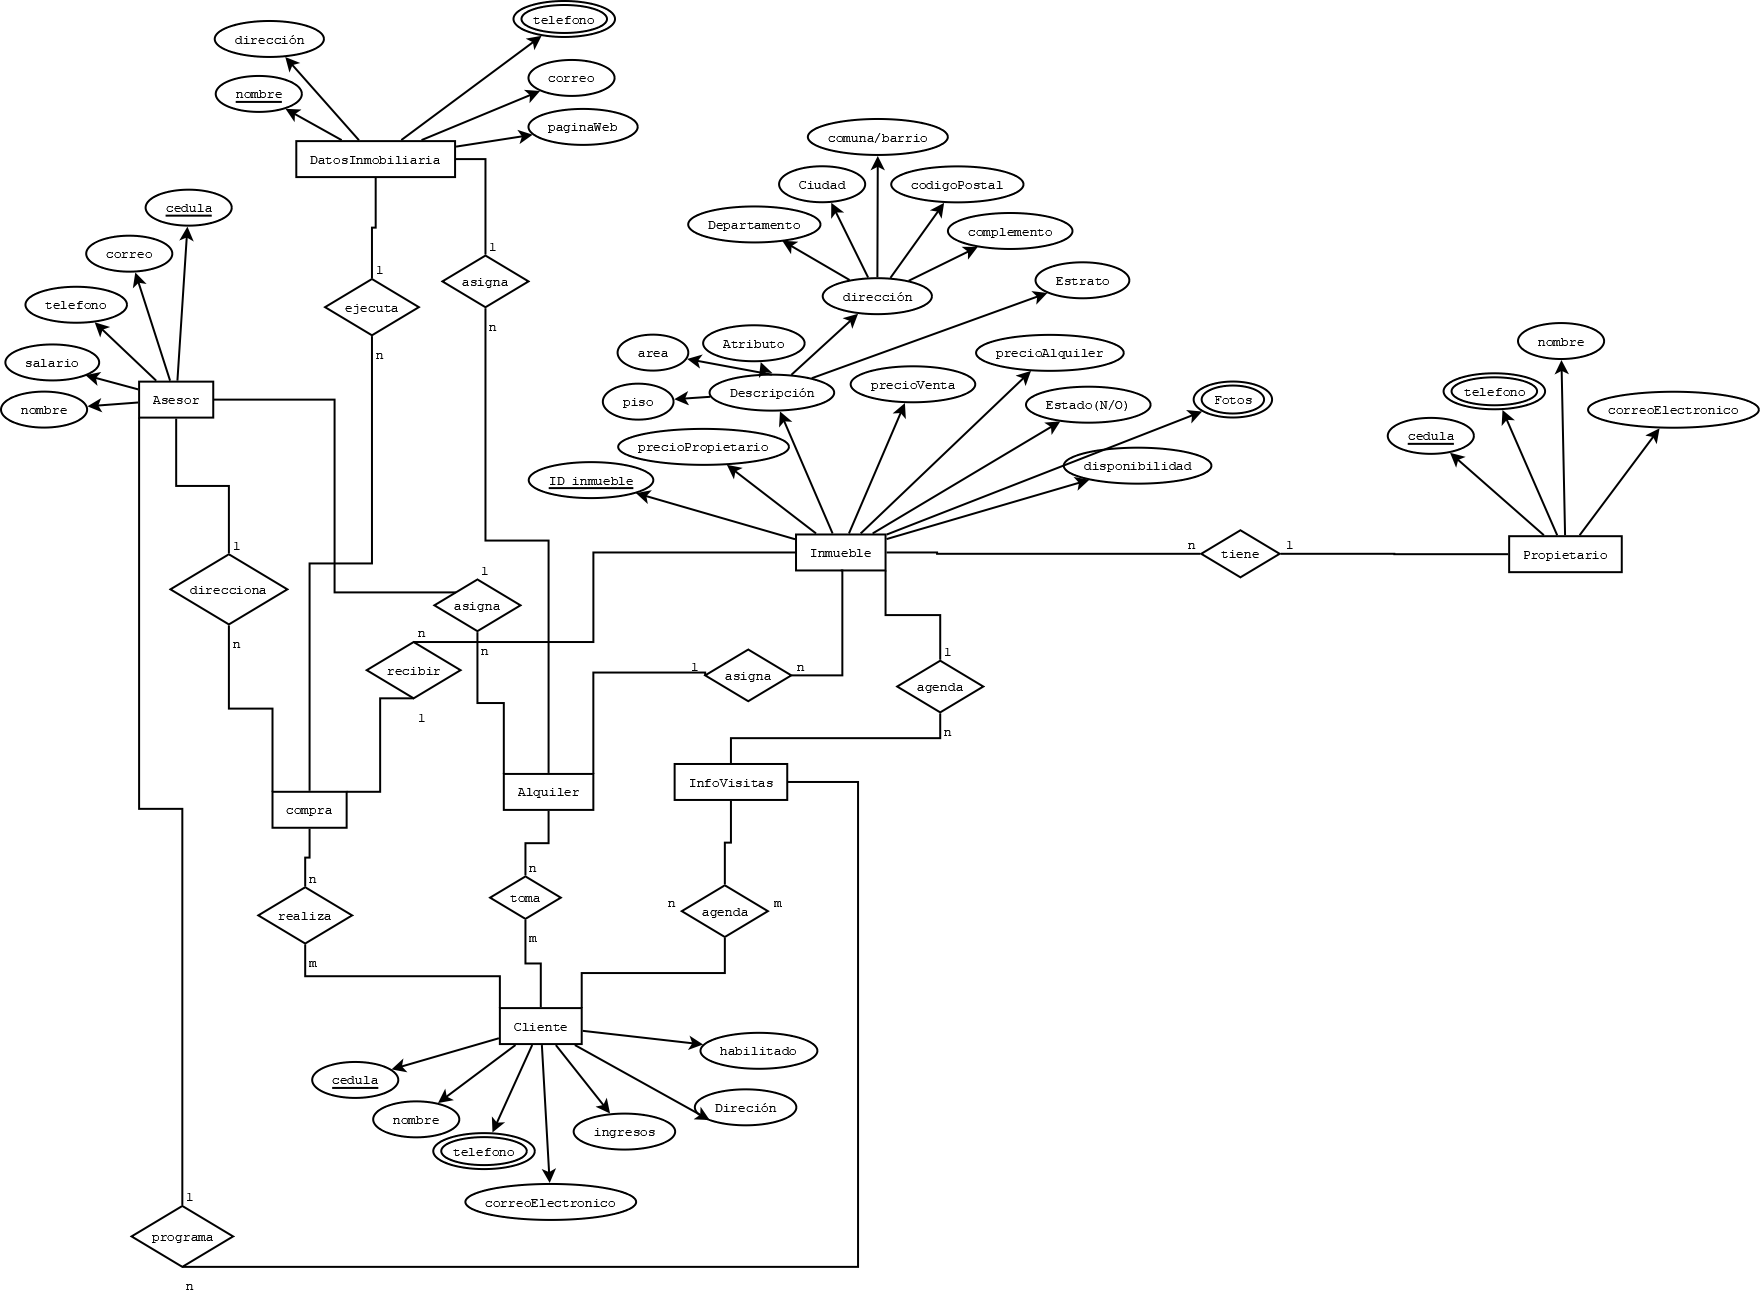 telefono
dirección
correo
nombre
paginaWeb
comuna/barrio
DatosInmobiliaria
Ciudad
codigoPostal
cedula
Departamento
complemento
correo
1
1
asigna
Estrato
dirección
telefono
ejecuta
n
nombre
Atributo
area
precioAlquiler
n
salario
precioVenta
telefono
Descripción
Asesor
piso
Fotos
Estado(N/O)
nombre
correoElectronico
cedula
precioPropietario
disponibilidad
ID inmueble
1
n
1
Inmueble
tiene
Propietario
1
direcciona
asigna
n
n
n
1
recibir
1
n
asigna
agenda
1
n
InfoVisitas
Alquiler
compra
n
n
toma
n
m
agenda
realiza
m
m
Cliente
habilitado
cedula
Direción
nombre
ingresos
telefono
1
correoElectronico
programa
n